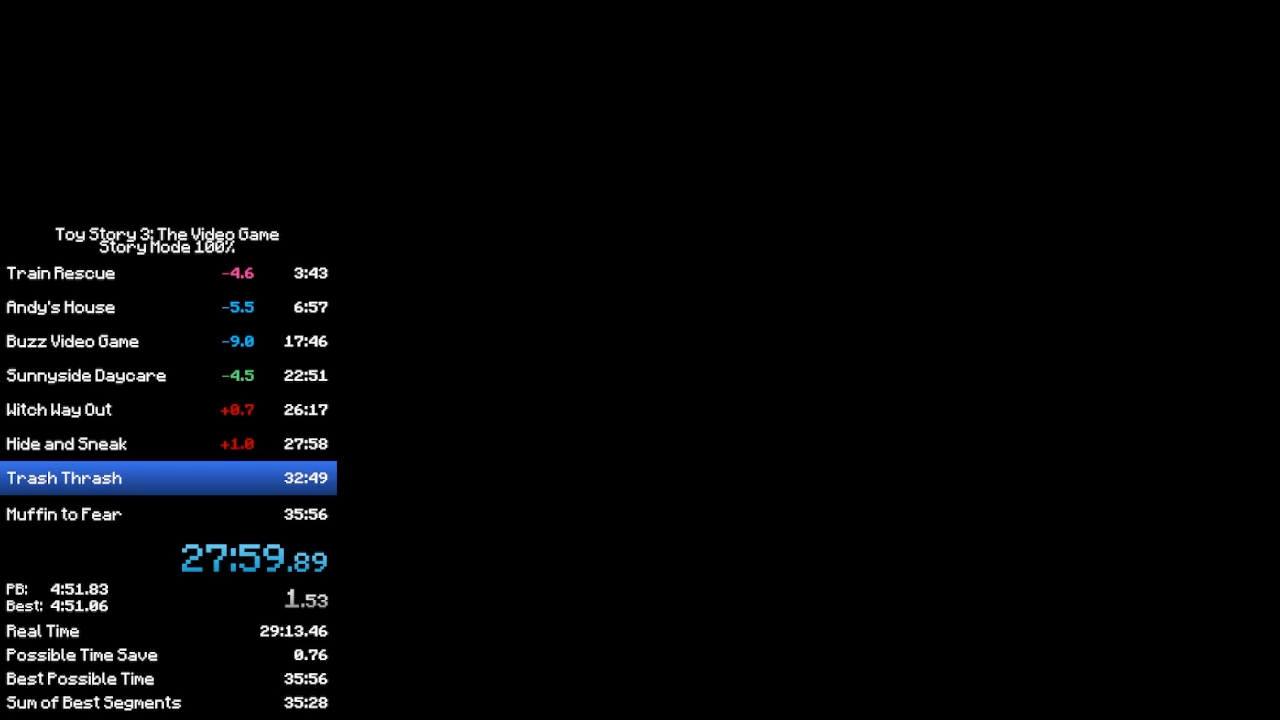 Toy Story 3: The Video Game
Story Mode 100%
Train Rescue -4.6 3:43
Andy's House -5.5 6:57
Buzz Video Game -9.0 17:46
Sunnyside Daycare -4.5 22:51
Witch Way Out +0.7 26:17
Hide and Sneak +1.0 27:58
Trash Thrash 32:49
Muffin to Fear 35:56
27:59.89
PB: 4:51.83
Best: 4:51.06
1.53
Real Time 29:13.46
Possible Time Save 0.76
Best Possible Time 35:56
Sum of Best Segments 35:28